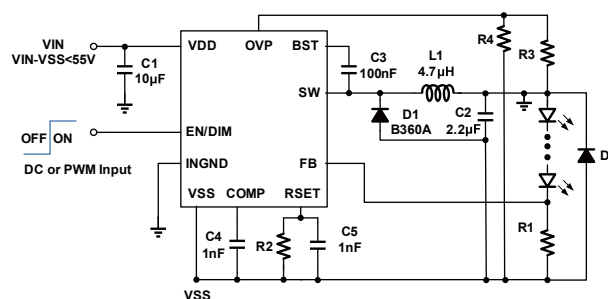 VIN
VIN-VSS<55V
C1
10µF
VDD
OVP
BST
C3
100nF
L1
4.7µH
R4
R3
SW
D1
B360A
C2
2.2µF
D
OFF
ON
EN/DIM
DC or PWM Input
INGND
FB
VSS
COMP
RSET
C4
1nF
R2
C5
1nF
R1
VSS